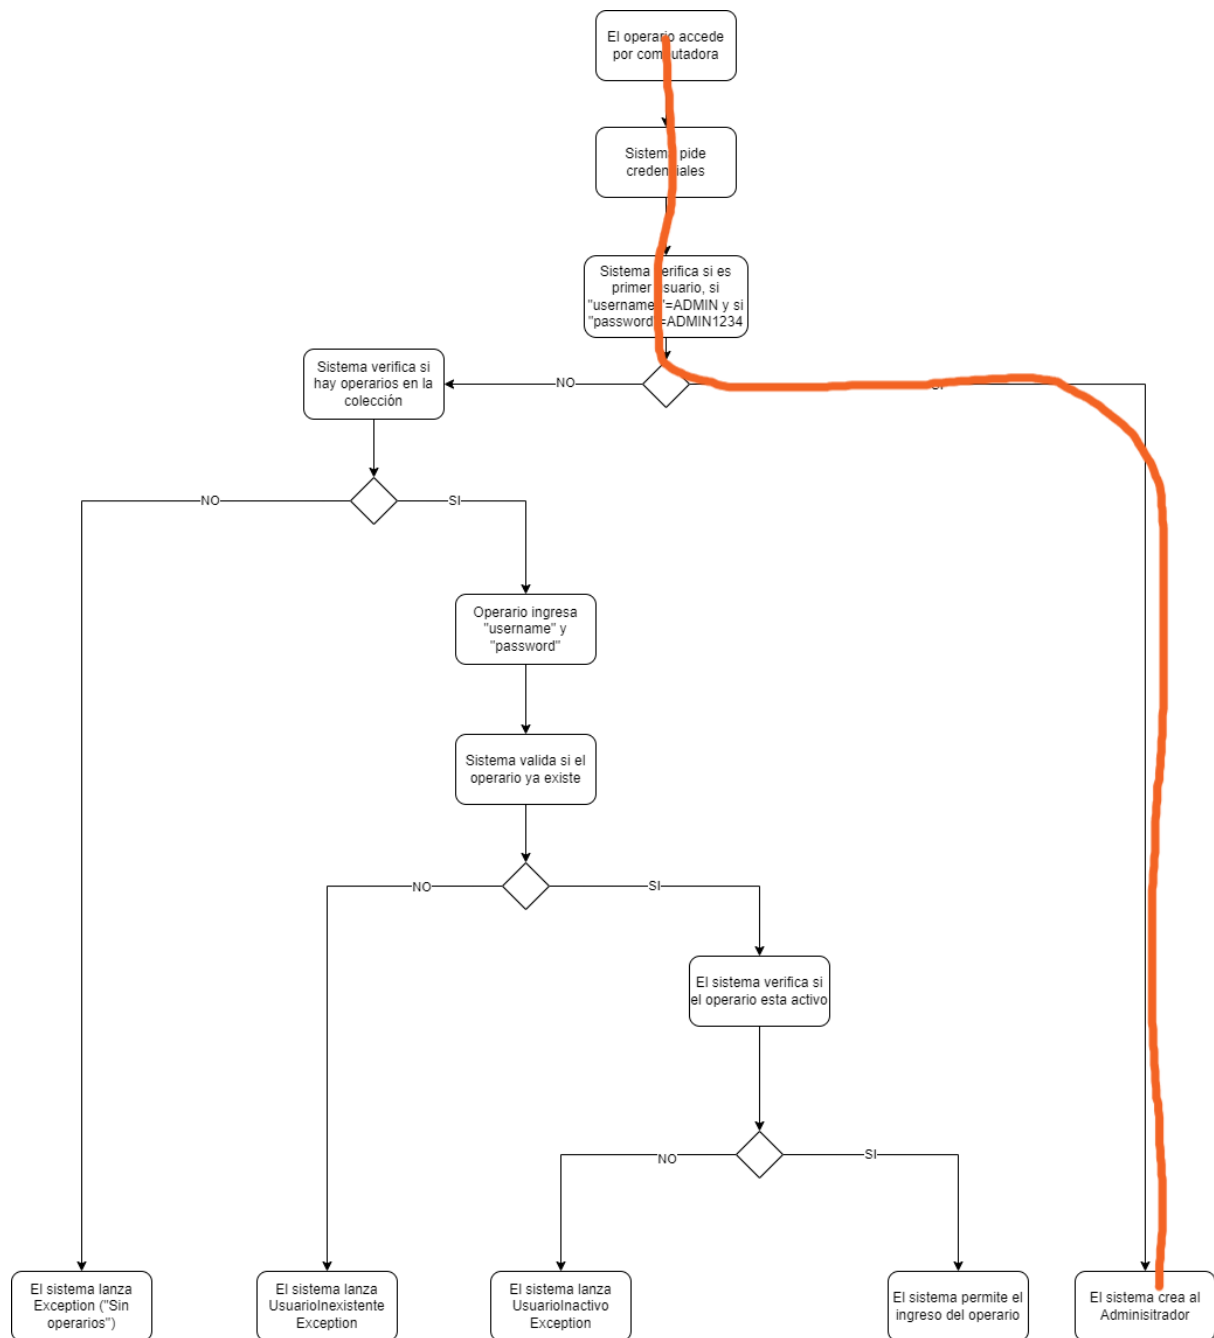 El operario accede
por computadora
Sistema pide
credenciales
Sistema verifica si es
primer usuario, si
"username"=ADMIN y si
"password"=ADMIN1234
Sistema verifica si
hay operarios en la
colección
NO
SI
NO
SI
Operario ingresa
"username" y
"password"
Sistema valida si el
operario ya existe
NO
SI
El sistema verifica si
el operario esta activo
NO
SI
El sistema lanza
Exception ("Sin
operarios")
El sistema lanza
UsuarioInexistente
Exception
El sistema lanza
UsuarioInactivo
Exception
El sistema permite el
ingreso del operario
El sistema crea al
Adminisitrador